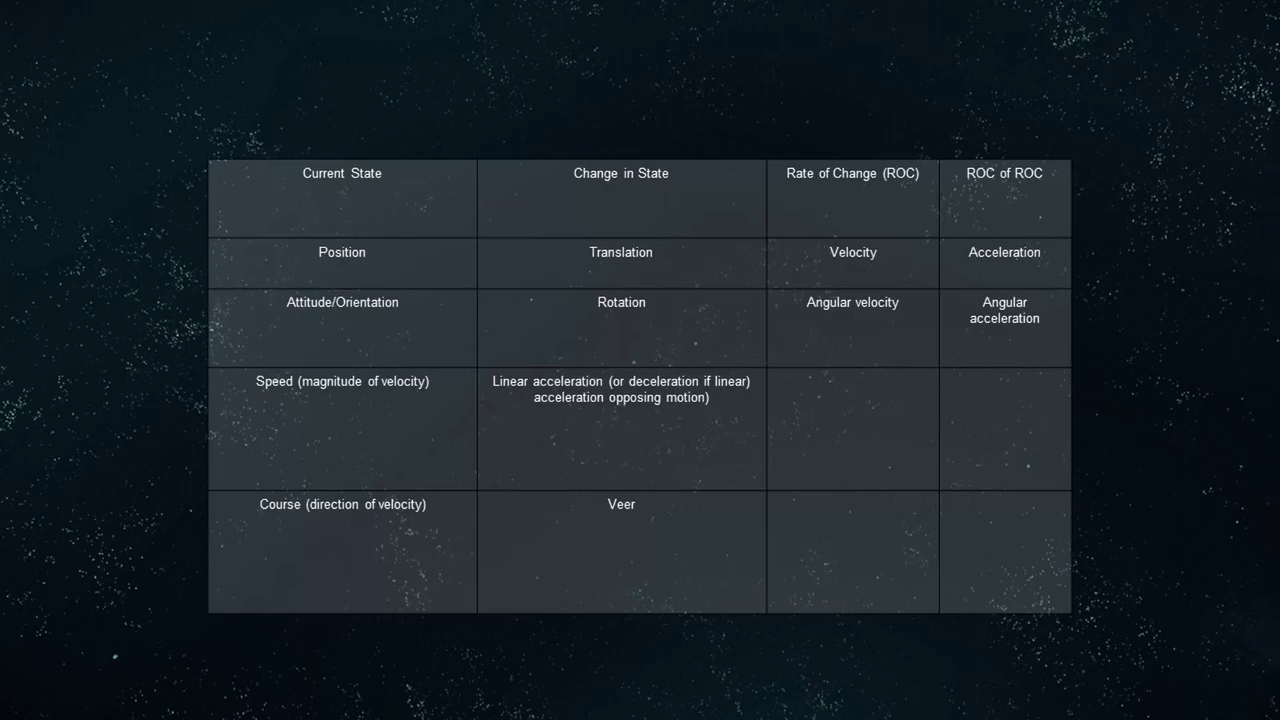 Current State
Change in State
Rate of Change (ROC)
ROC of ROC
Position
Translation
Velocity
Acceleration
Attitude/Orientation
Rotation
Angular velocity
Angular
acceleration
Speed (magnitude of velocity)
Linear acceleration (or deceleration if linear)
acceleration opposing motion)
Course (direction of velocity)
Veer